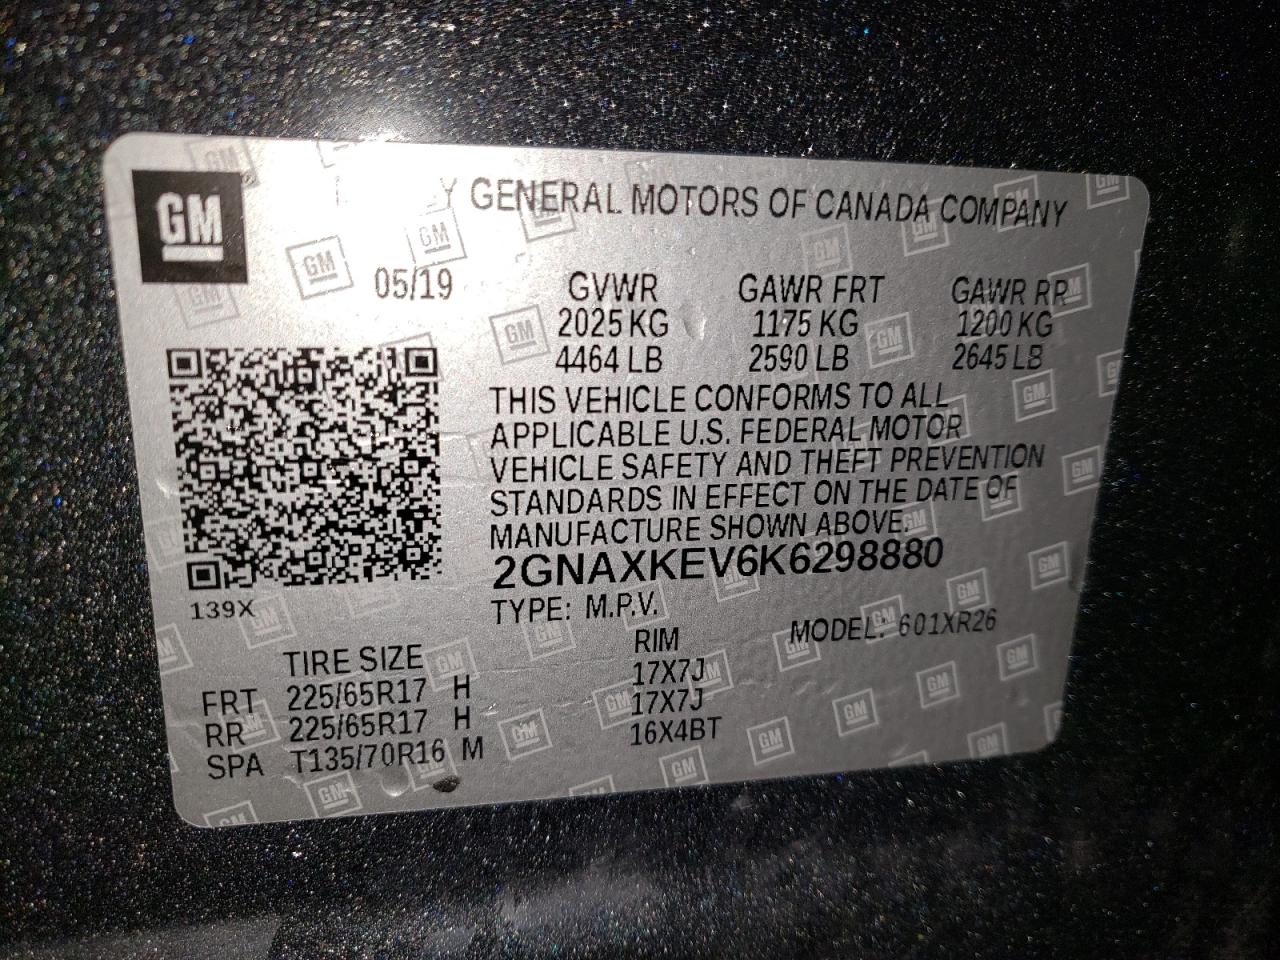 GM
Y GENERAL MOTORS OF CANADA COMPANY
05/19
GVWR GAWR FRT GAWR RR
2025 KG 1175 KG 1200 KG
4464 LB 2590 LB 2645 LB
THIS VEHICLE CONFORMS TO ALL
APPLICABLE U.S. FEDERAL MOTOR
VEHICLE SAFETY AND THEFT PREVENTION
STANDARDS IN EFFECT ON THE DATE OF
MANUFACTURE SHOWN ABOVE.
2GNAXKEV6K6298880
139X
TYPE: M.P.V. MODEL: 601XR26
TIRE SIZE RIM
FRT 225/65R17 H 17X7J
RR 225/65R17 H 17X7J
SPA T135/70R16 M 16X4BT